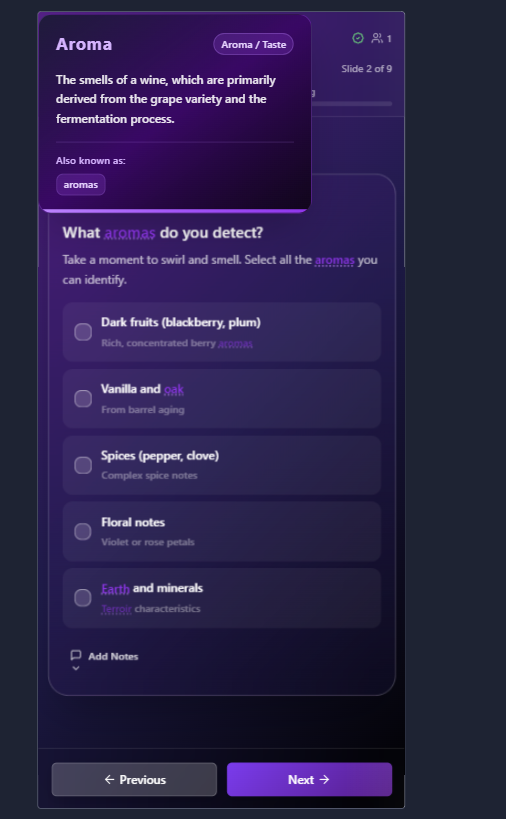 Aroma
Aroma / Taste
The smells of a wine, which are primarily
derived from the grape variety and the
fermentation process.
Also known as:
aromas
1
Slide 2 of 9
g
What aromas do you detect?
Take a moment to swirl and smell. Select all the aromas you
can identify.
Dark fruits (blackberry, plum)
Rich, concentrated berry aromas
Vanilla and oak
From barrel aging
Spices (pepper, clove)
Complex spice notes
Floral notes
Violet or rose petals
Earth and minerals
Terroir characteristics
Add Notes
← Previous
Next →